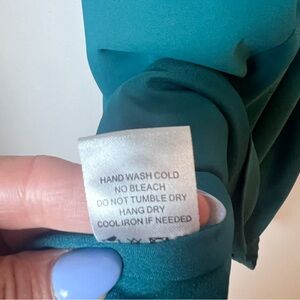 HAND WASH COLD
NO BLEACH
DO NOT TUMBLE DRY
HANG DRY
COOL IRON IF NEEDED